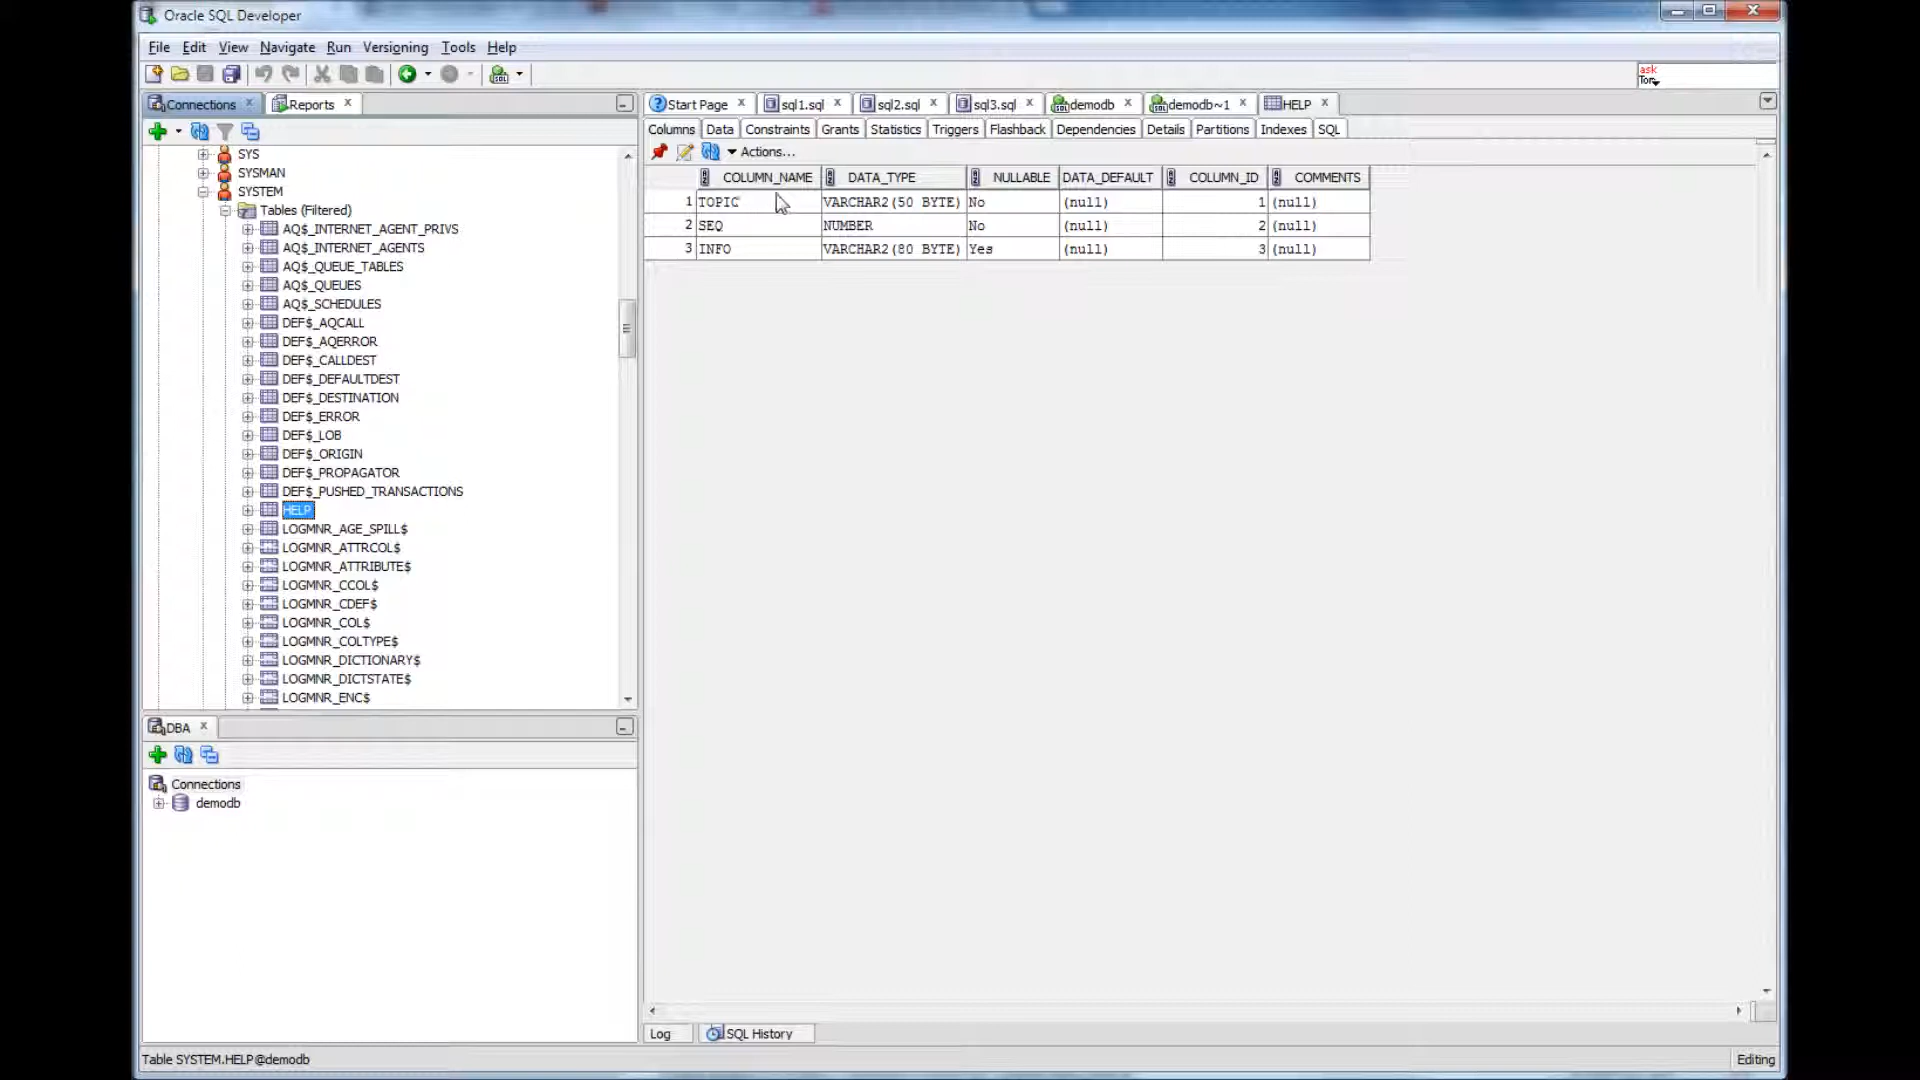 Oracle SQL Developer
File Edit View Navigate Run Versioning Tools Help
SQL
ask
Tom
Connections Reports
Start Page sql1.sql sql2.sql sql3.sql demodb demodb~1 HELP
Columns Data Constraints Grants Statistics Triggers Flashback Dependencies Details Partitions Indexes SQL
Actions...
COLUMN_NAME DATA_TYPE NULLABLE DATA_DEFAULT COLUMN_ID COMMENTS
1 TOPIC VARCHAR2(50 BYTE) No (null) 1 (null)
2 SEQ NUMBER No (null) 2 (null)
3 INFO VARCHAR2(80 BYTE) Yes (null) 3 (null)
SYS
SYSMAN
SYSTEM
Tables (Filtered)
AQ$_INTERNET_AGENT_PRIVS
AQ$_INTERNET_AGENTS
AQ$_QUEUE_TABLES
AQ$_QUEUES
AQ$_SCHEDULES
DEF$_AQCALL
DEF$_AQERROR
DEF$_CALLDEST
DEF$_DEFAULTDEST
DEF$_DESTINATION
DEF$_ERROR
DEF$_LOB
DEF$_ORIGIN
DEF$_PROPAGATOR
DEF$_PUSHED_TRANSACTIONS
HELP
LOGMNR_AGE_SPILL$
LOGMNR_ATTRCOL$
LOGMNR_ATTRIBUTE$
LOGMNR_CCOL$
LOGMNR_CDEF$
LOGMNR_COL$
LOGMNR_COLTYPE$
LOGMNR_DICTIONARY$
LOGMNR_DICTSTATE$
LOGMNR_ENC$
DBA
Connections
demodb
Log SQL History
Table SYSTEM.HELP@demodb
Editing